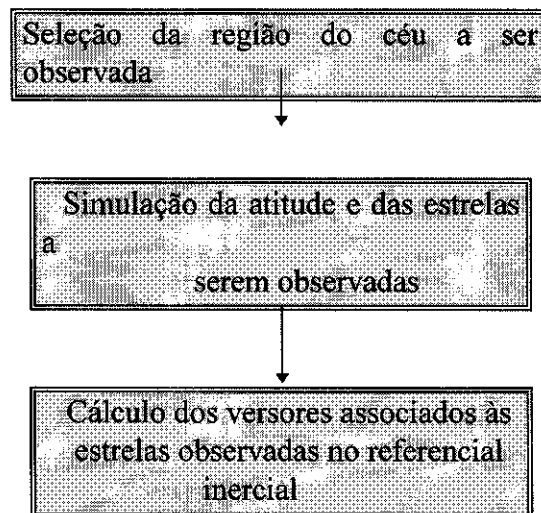 Seleção da região do céu a ser
observada
Simulação da atitude e das estrelas
a
serem observadas
Cálculo dos versores associados às
estrelas observadas no referencial
inercial